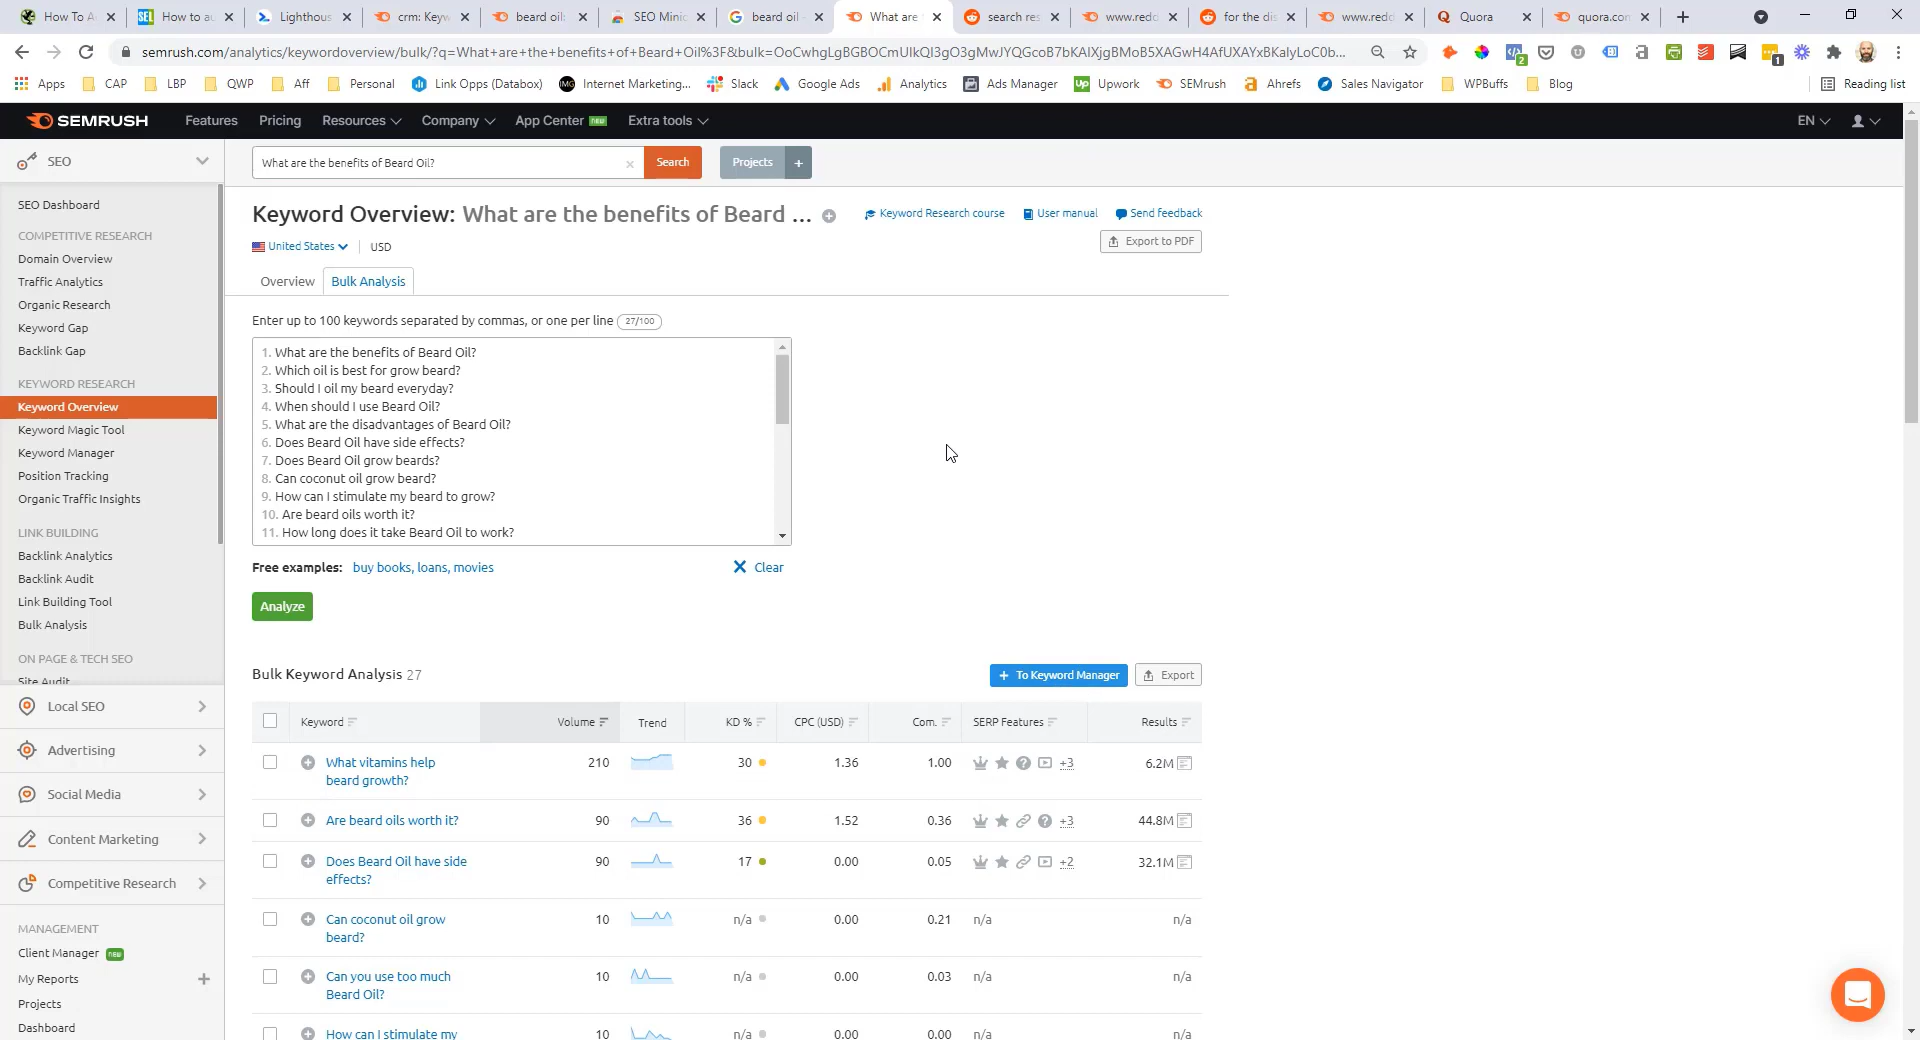 How To A
How to au
Lighthous
crm: Keyw
beard oil:
SEO Minic
beard oil -
What are
search res
www.redd
for the dis
www.redd
Quora
quora.com
semrush.com/analytics/keywordoverview/bulk/?q=What+are+the+benefits+of+Beard+Oil%3F&bulk=
Apps
CAP
LBP
QWP
Aff
Personal
Link Opps (Databox)
Internet Marketing...
Slack
Google Ads
Analytics
Ads Manager
Upwork
SEMrush
Ahrefs
Sales Navigator
WPBuffs
Blog
Reading list
SEMRUSH
Features
Pricing
Resources
Company
App Center NEW
Extra tools
EN
SEO
What are the benefits of Beard Oil?
Search
Projects
+
SEO Dashboard
COMPETITIVE RESEARCH
Domain Overview
Traffic Analytics
Organic Research
Keyword Gap
Backlink Gap
KEYWORD RESEARCH
Keyword Overview
Keyword Magic Tool
Keyword Manager
Position Tracking
Organic Traffic Insights
LINK BUILDING
Backlink Analytics
Backlink Audit
Link Building Tool
Bulk Analysis
ON PAGE & TECH SEO
Site Audit
Local SEO
Advertising
Social Media
Content Marketing
Competitive Research
MANAGEMENT
Client Manager NEW
My Reports
Projects
Dashboard
Keyword Overview: What are the benefits of Beard ...
Keyword Research course
User manual
Send feedback
United States
USD
Export to PDF
Overview
Bulk Analysis
Enter up to 100 keywords separated by commas, or one per line 27/100
1. What are the benefits of Beard Oil?
2. Which oil is best for grow beard?
3. Should I oil my beard everyday?
4. When should I use Beard Oil?
5. What are the disadvantages of Beard Oil?
6. Does Beard Oil have side effects?
7. Does Beard Oil grow beards?
8. Can coconut oil grow beard?
9. How can I stimulate my beard to grow?
10. Are beard oils worth it?
11. How long does it take Beard Oil to work?
Free examples: buy books, loans, movies
Clear
Analyze
Bulk Keyword Analysis 27
To Keyword Manager
Export
Keyword Volume Trend KD % CPC (USD) Com. SERP Features Results
What vitamins help 210 30 1.36 1.00 +3 6.2M
beard growth?
Are beard oils worth it? 90 36 1.52 0.36 +3 44.8M
Does Beard Oil have side 90 17 0.00 0.05 +2 32.1M
effects?
Can coconut oil grow 10 n/a 0.00 0.21 n/a n/a
beard?
Can you use too much 10 n/a 0.00 0.03 n/a n/a
Beard Oil?
How can I stimulate my 10 n/a 0.00 0.00 n/a n/a